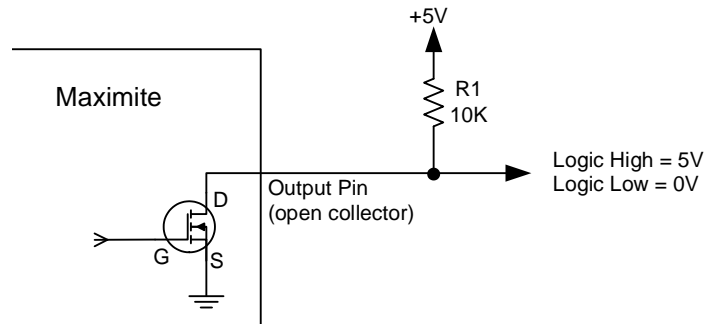 +5V
R1
10K
Maximite
Logic High = 5V
Logic Low = 0V
Output Pin
(open collector)
D
G
S